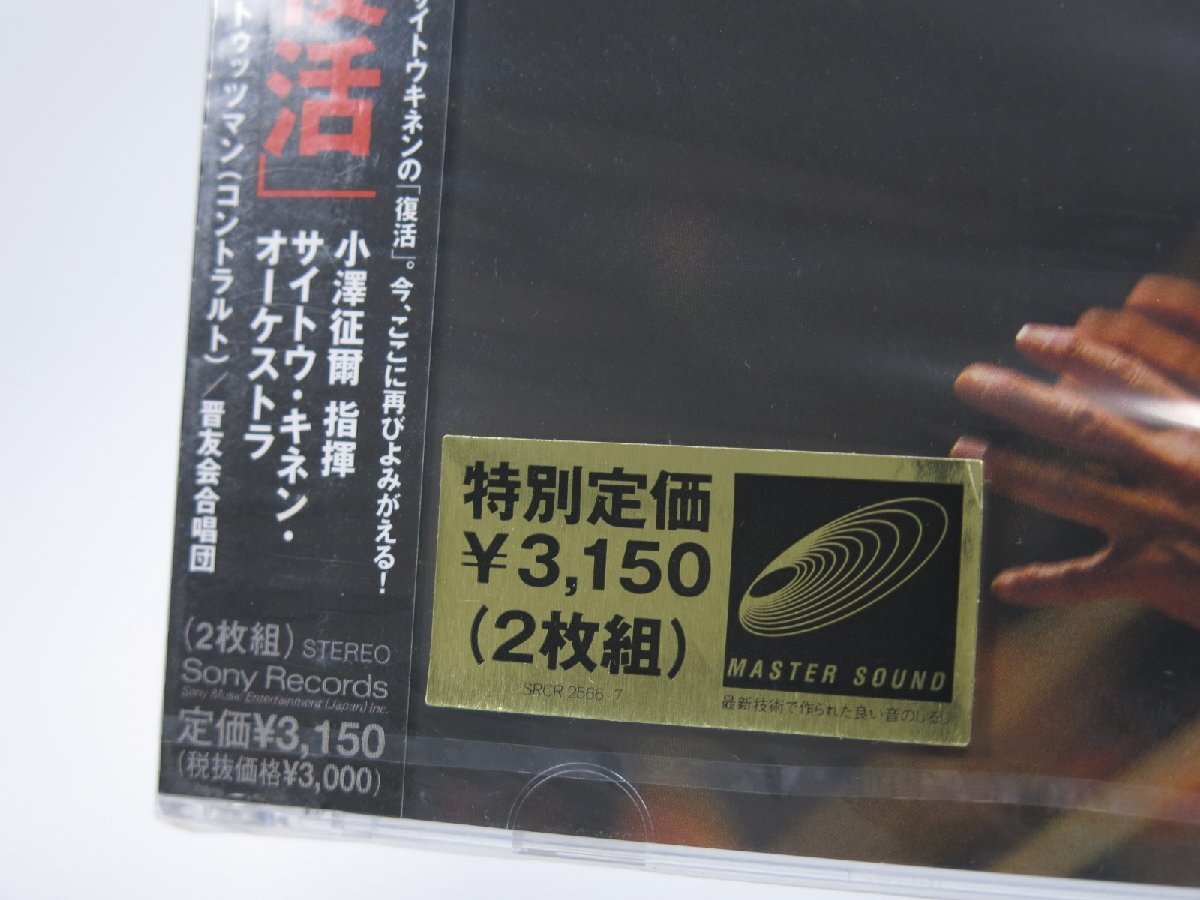 サイトウキネンの「復活」。今、ここに再びよみがえる!
復活」
小澤征爾 指揮
サイトウ・キネン・
オーケストラ
トゥッツマン(コントラルト)/晋友会合唱団
(2枚組) STEREO
Sony Records
Sony Music Entertainment (Japan) Inc.
定価¥3,150
(税抜価格¥3,000)
特別定価
¥3,150
(2枚組)
SRCR 2566-7
MASTER SOUND
最新技術で作られた良い音のしるし